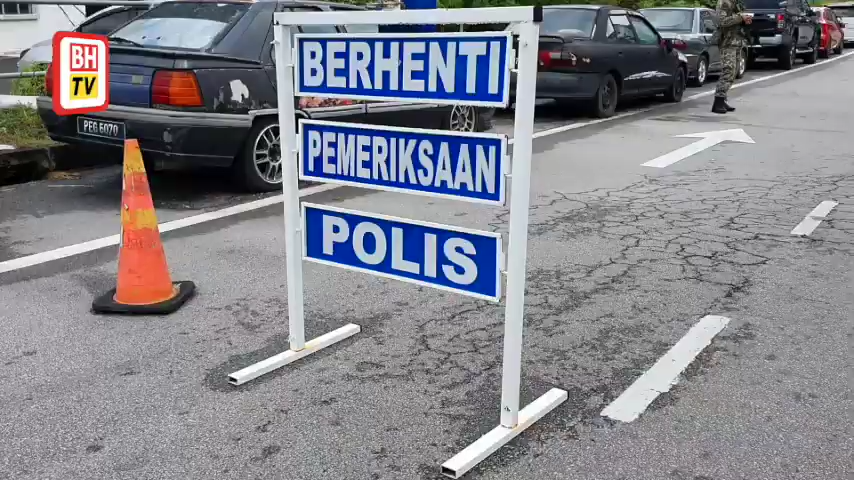 BH
TV
BERHENTI
PEMERIKSAAN
POLIS
PEG 6070